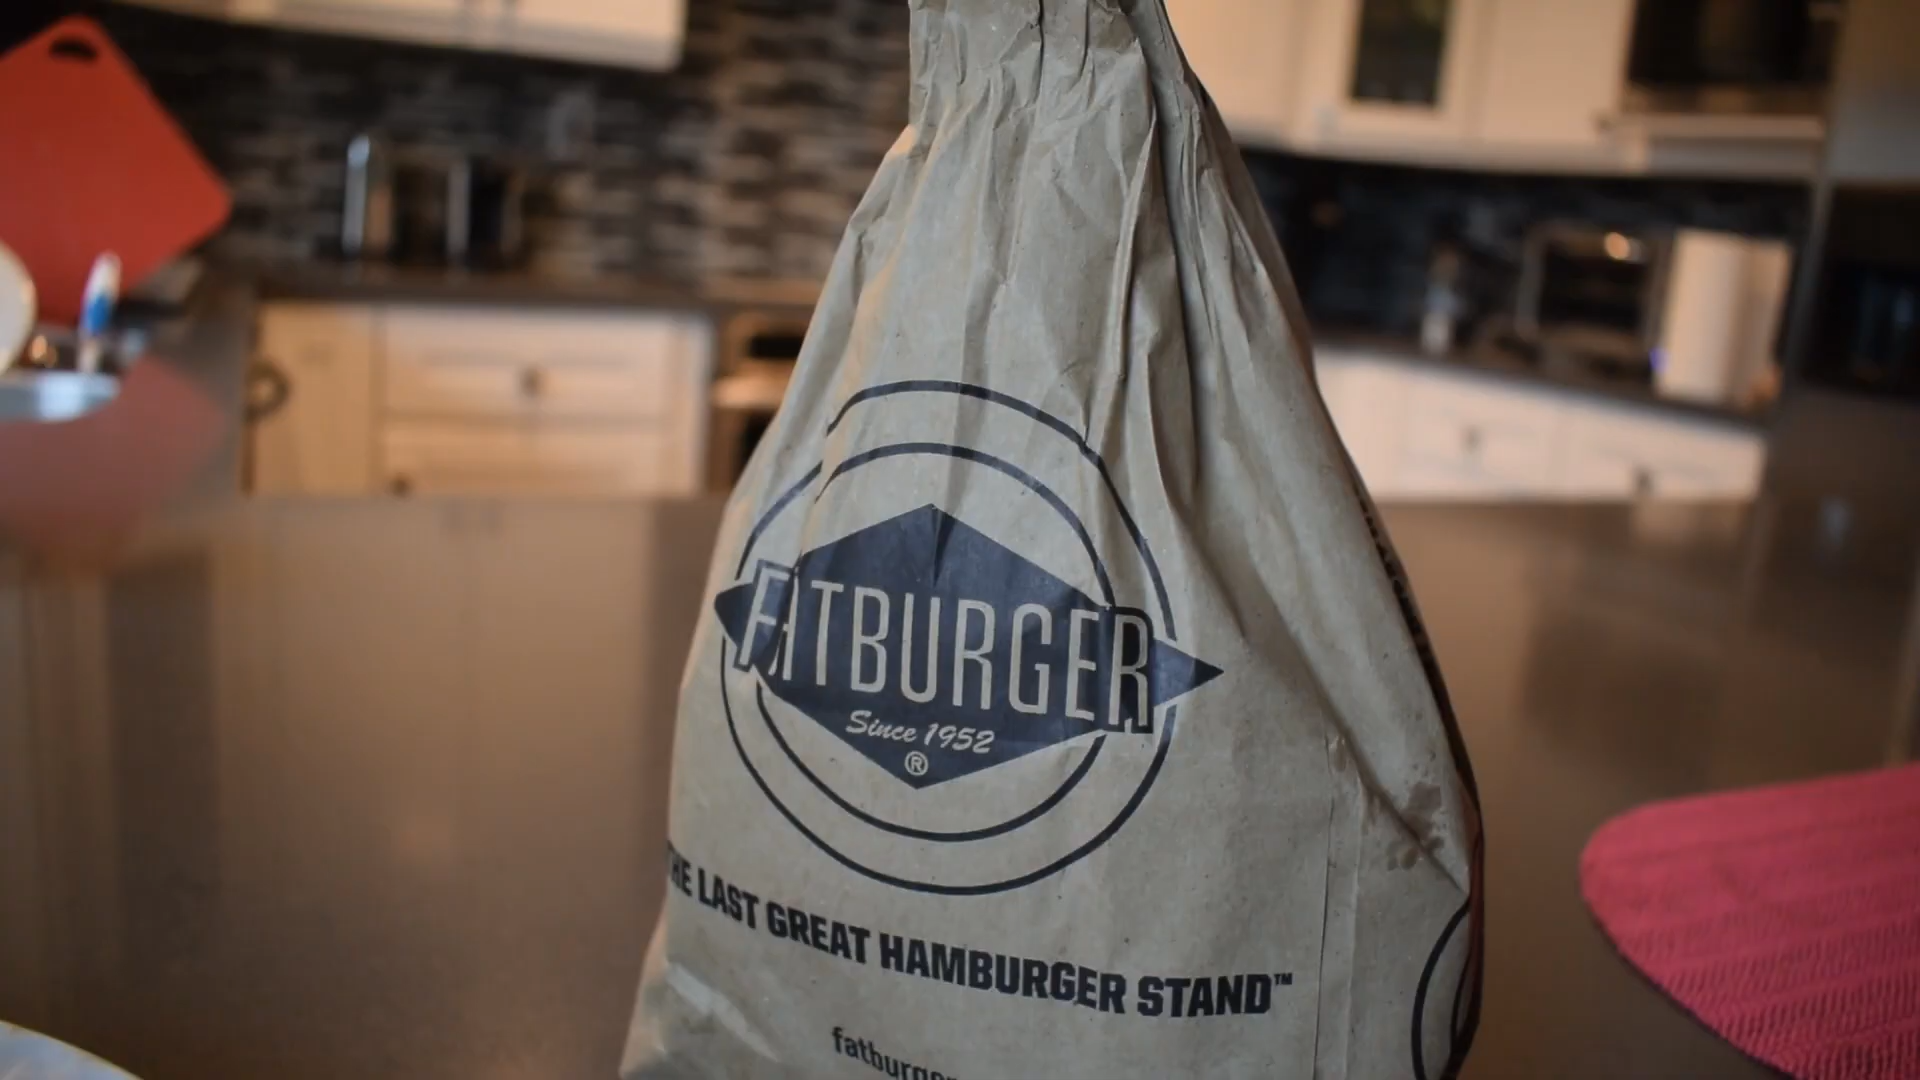 FATBURGER
Since 1952
®
THE LAST GREAT HAMBURGER STAND™
fatburger